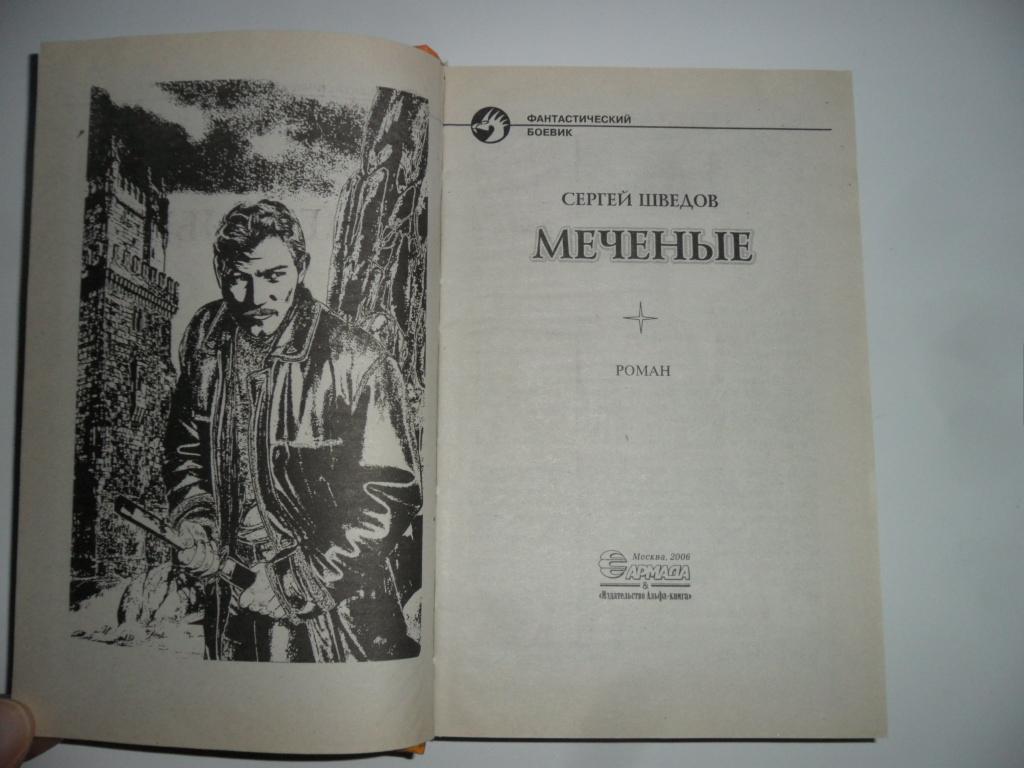 ФАНТАСТИЧЕСКИЙ
БОЕВИК
СЕРГЕЙ ШВЕДОВ
МЕЧЕНЫЕ
РОМАН
Москва, 2006
АРМАДА
&
«Издательство Альфа-книга»